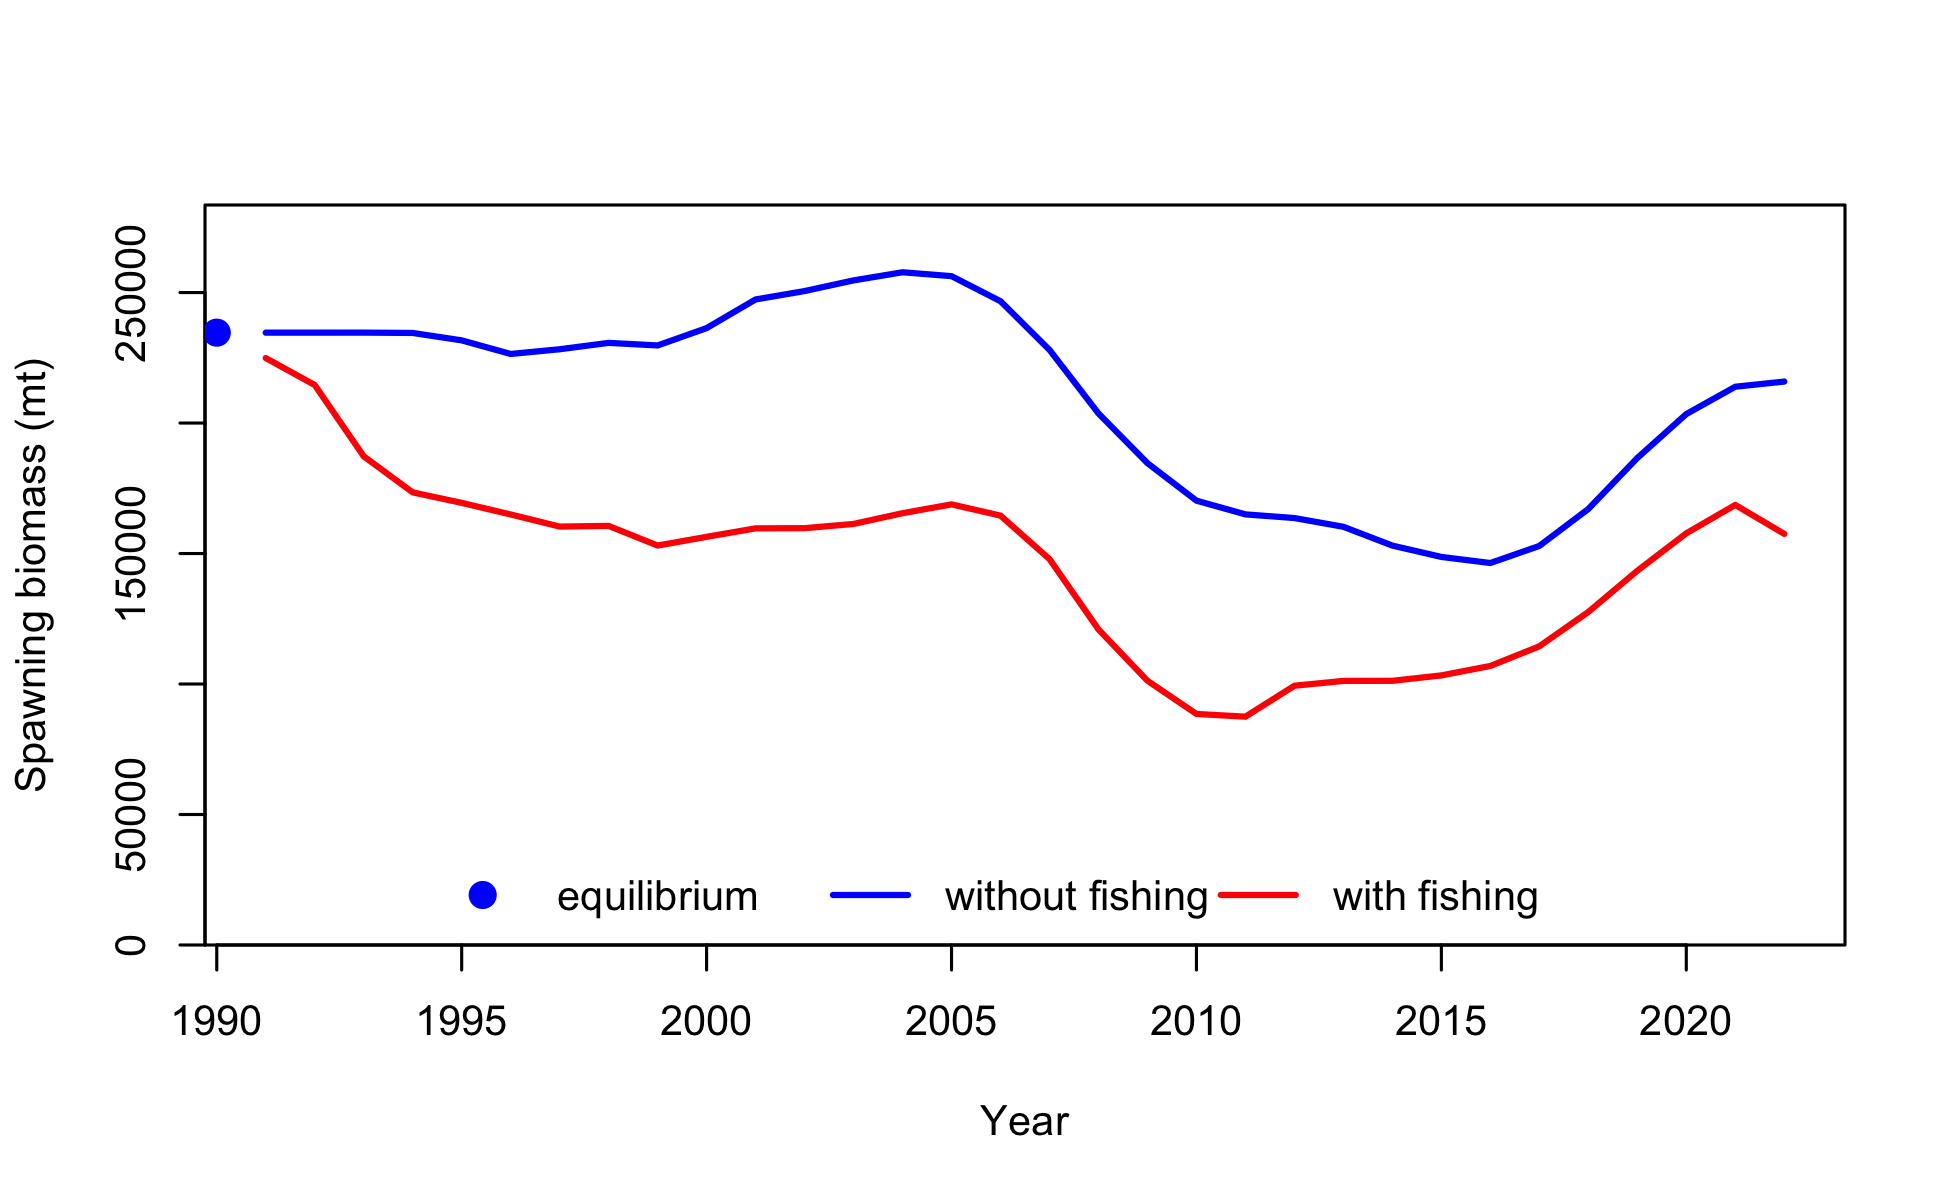 Spawning biomass (mt)
250000
150000
50000
0
equilibrium without fishing with fishing
1990 1995 2000 2005 2010 2015 2020
Year